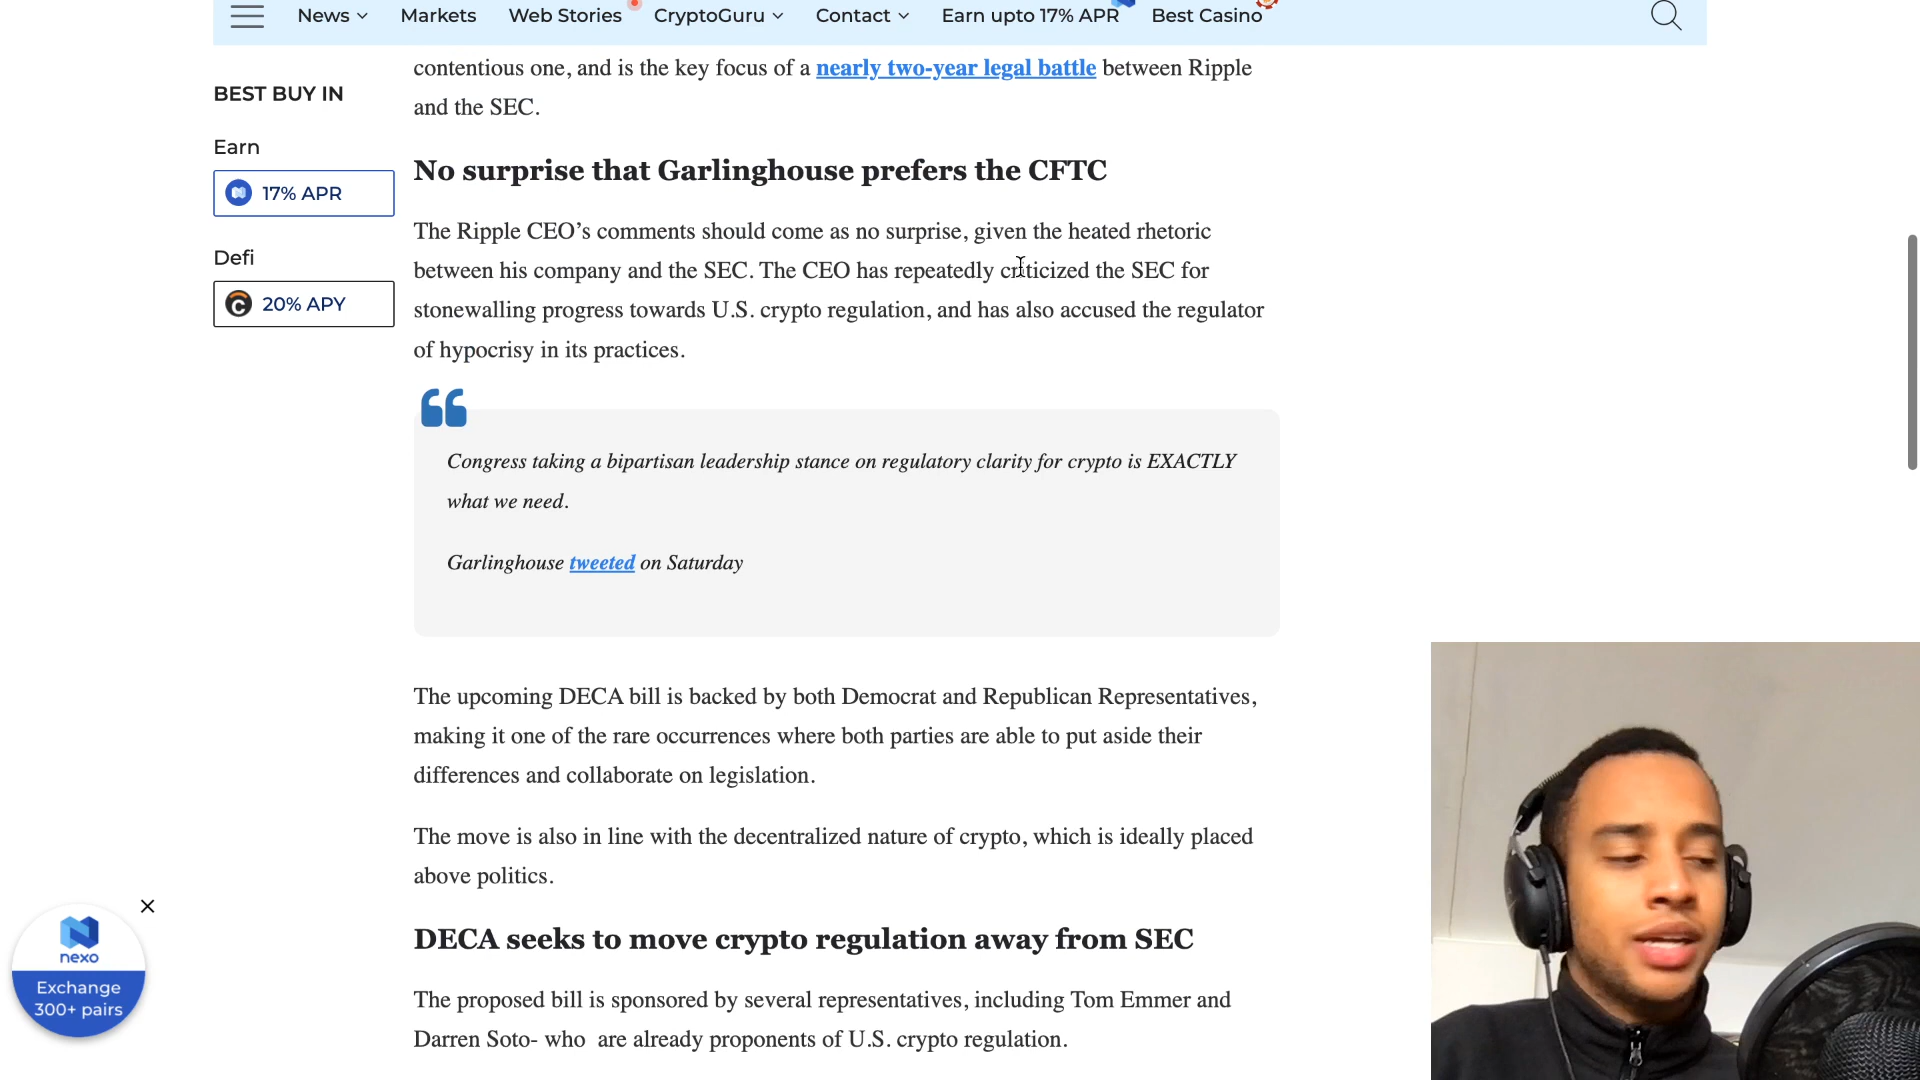 News
Markets
Web Stories
CryptoGuru
Contact
Earn upto 17% APR
Best Casino
BEST BUY IN
Earn
17% APR
Defi
20% APY
contentious one, and is the key focus of a nearly two-year legal battle between Ripple
and the SEC.
No surprise that Garlinghouse prefers the CFTC
The Ripple CEO’s comments should come as no surprise, given the heated rhetoric
between his company and the SEC. The CEO has repeatedly criticized the SEC for
stonewalling progress towards U.S. crypto regulation, and has also accused the regulator
of hypocrisy in its practices.
Congress taking a bipartisan leadership stance on regulatory clarity for crypto is EXACTLY
what we need.
Garlinghouse tweeted on Saturday
The upcoming DECA bill is backed by both Democrat and Republican Representatives,
making it one of the rare occurrences where both parties are able to put aside their
differences and collaborate on legislation.
The move is also in line with the decentralized nature of crypto, which is ideally placed
above politics.
DECA seeks to move crypto regulation away from SEC
The proposed bill is sponsored by several representatives, including Tom Emmer and
Darren Soto- who  are already proponents of U.S. crypto regulation.
nexo
Exchange
300+ pairs